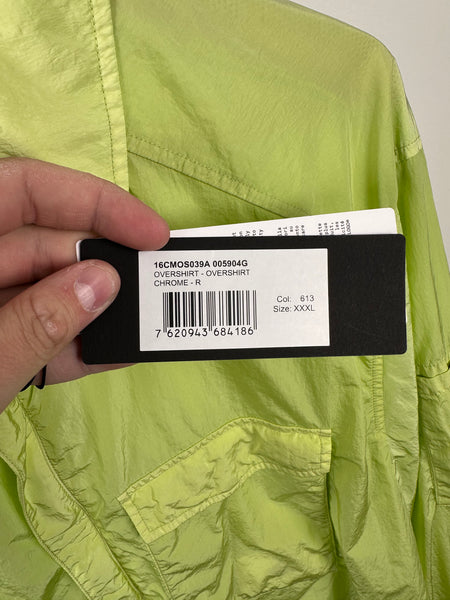 16CMOS039A 005904G
OVERSHIRT - OVERSHIRT
CHROME - R
Col: 613
Size: XXXL
7 620943 684186